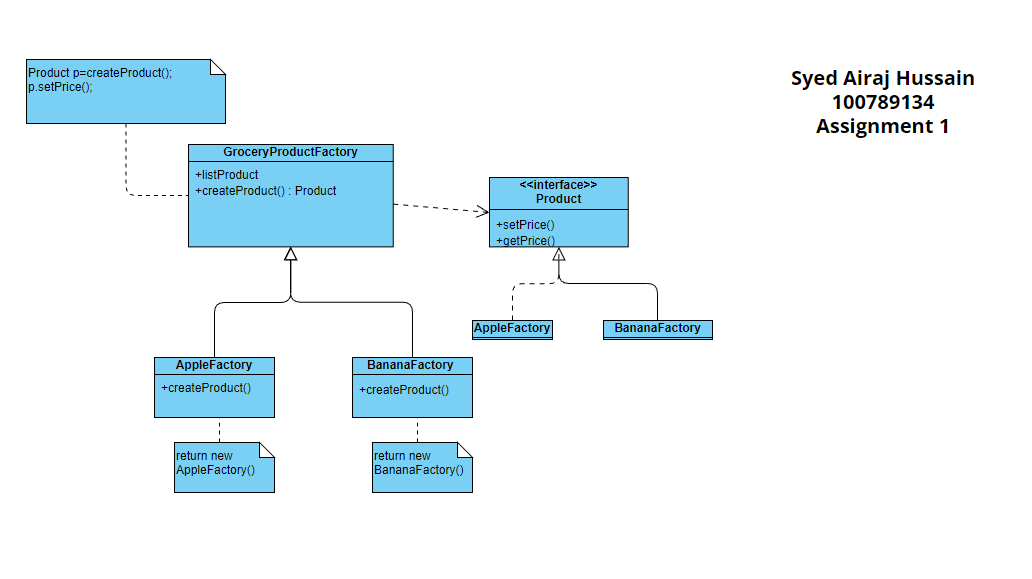 Product p=createProduct();
p.setPrice();
Syed Airaj Hussain
100789134
Assignment 1
GroceryProductFactory
+listProduct
+createProduct() : Product
<<interface>>
Product
+setPrice()
+getPrice()
AppleFactory
BananaFactory
AppleFactory
+createProduct()
BananaFactory
+createProduct()
return new
AppleFactory()
return new
BananaFactory()